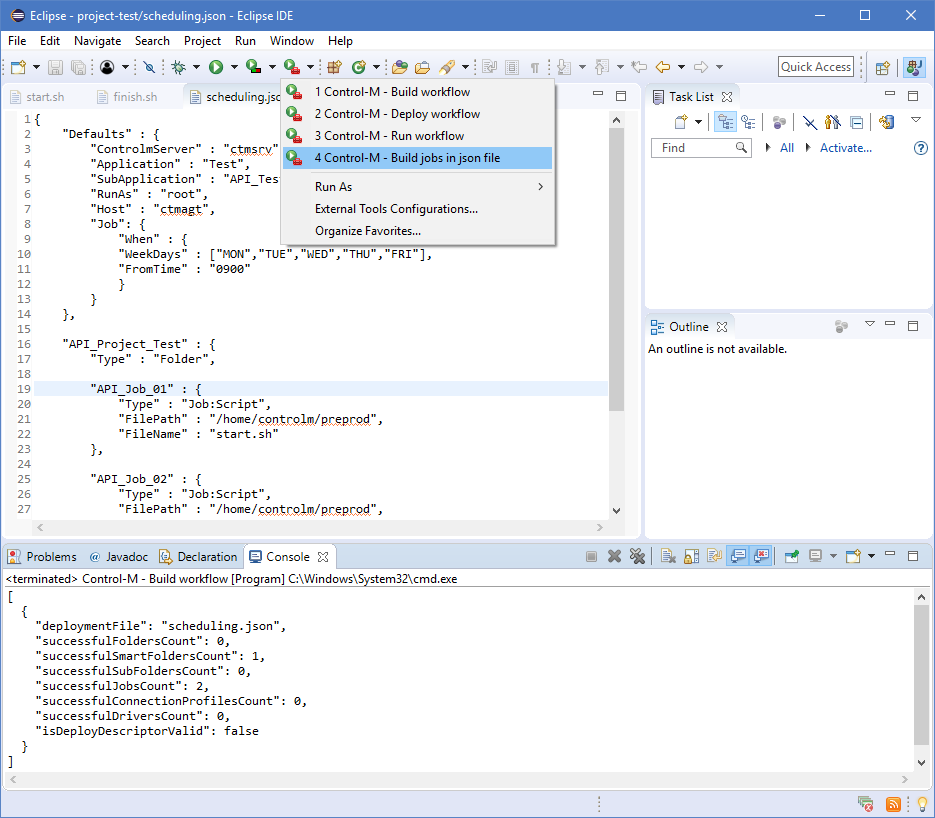 Eclipse - project-test/scheduling.json - Eclipse IDE
File Edit Navigate Search Project Run Window Help
Quick Access
start.sh finish.sh scheduling.jso
1 Control-M - Build workflow
2 Control-M - Deploy workflow
3 Control-M - Run workflow
4 Control-M - Build jobs in json file
Run As
External Tools Configurations...
Organize Favorites...
1 {
2 "Defaults" : {
3 "ControlmServer" : "ctmsrv"
4 "Application" : "Test",
5 "SubApplication" : "API_Tes
6 "RunAs" : "root",
7 "Host" : "ctmagt",
8 "Job": {
9 "When" : {
10 "WeekDays" : ["MON","TUE","WED","THU","FRI"],
11 "FromTime" : "0900"
12 }
13 }
14 },
15
16 "API_Project_Test" : {
17 "Type" : "Folder",
18
19 "API_Job_01" : {
20 "Type" : "Job:Script",
21 "FilePath" : "/home/controlm/preprod",
22 "FileName" : "start.sh"
23 },
24
25 "API_Job_02" : {
26 "Type" : "Job:Script",
27 "FilePath" : "/home/controlm/preprod",
Task List
Find All Activate...
Outline
An outline is not available.
Problems @ Javadoc Declaration Console
<terminated> Control-M - Build workflow [Program] C:\Windows\System32\cmd.exe
[
{
"deploymentFile": "scheduling.json",
"successfulFoldersCount": 0,
"successfulSmartFoldersCount": 1,
"successfulSubFoldersCount": 0,
"successfulJobsCount": 2,
"successfulConnectionProfilesCount": 0,
"successfulDriversCount": 0,
"isDeployDescriptorValid": false
}
]